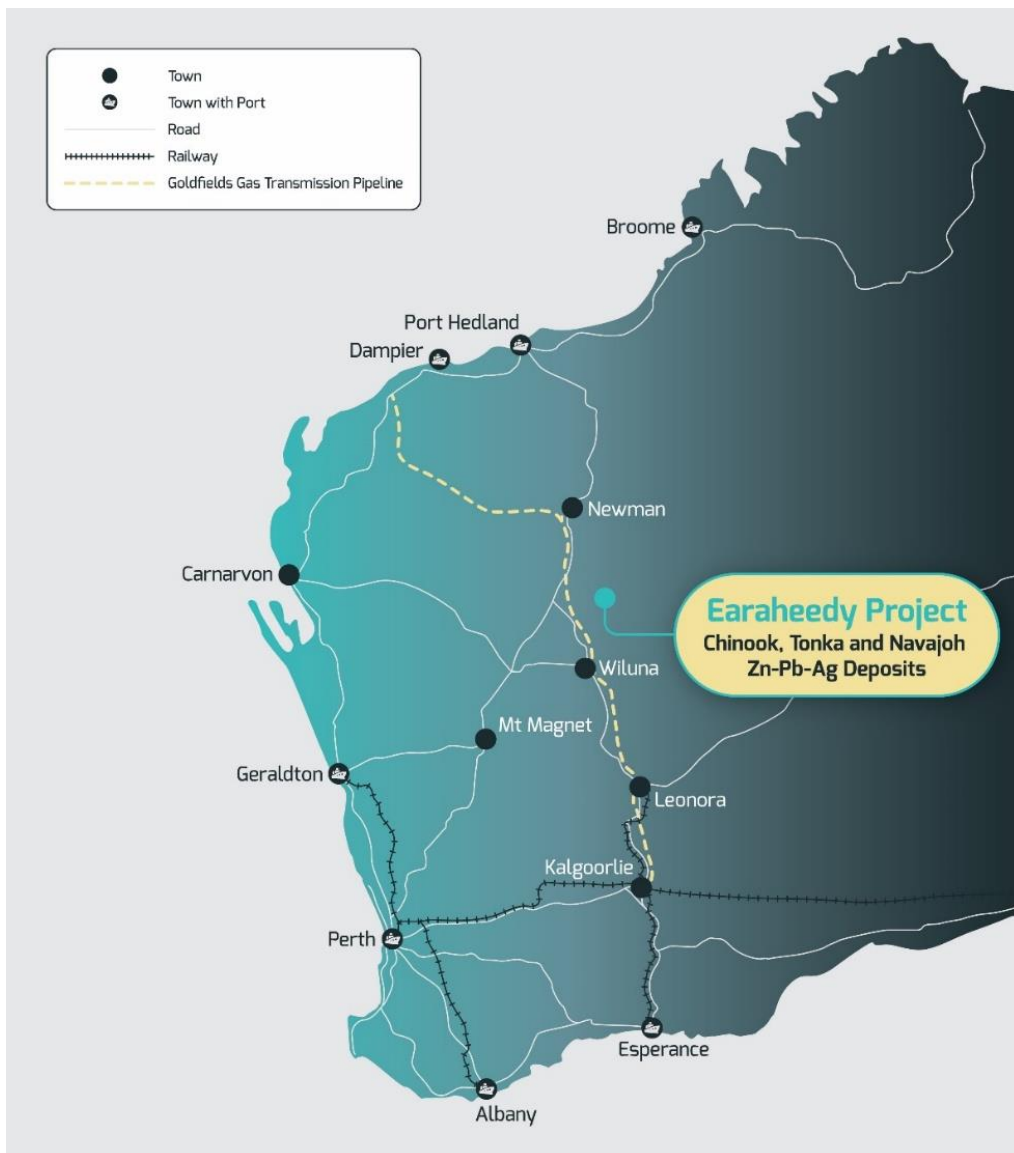 Town
Town with Port
Road
Railway
Goldfields Gas Transmission Pipeline
Broome
Port Hedland
Dampier
Newman
Carnarvon
Earaheedy Project
Chinook, Tonka and Navajoh
Zn-Pb-Ag Deposits
Wiluna
Mt Magnet
Geraldton
Leonora
Kalgoorlie
Perth
Esperance
Albany